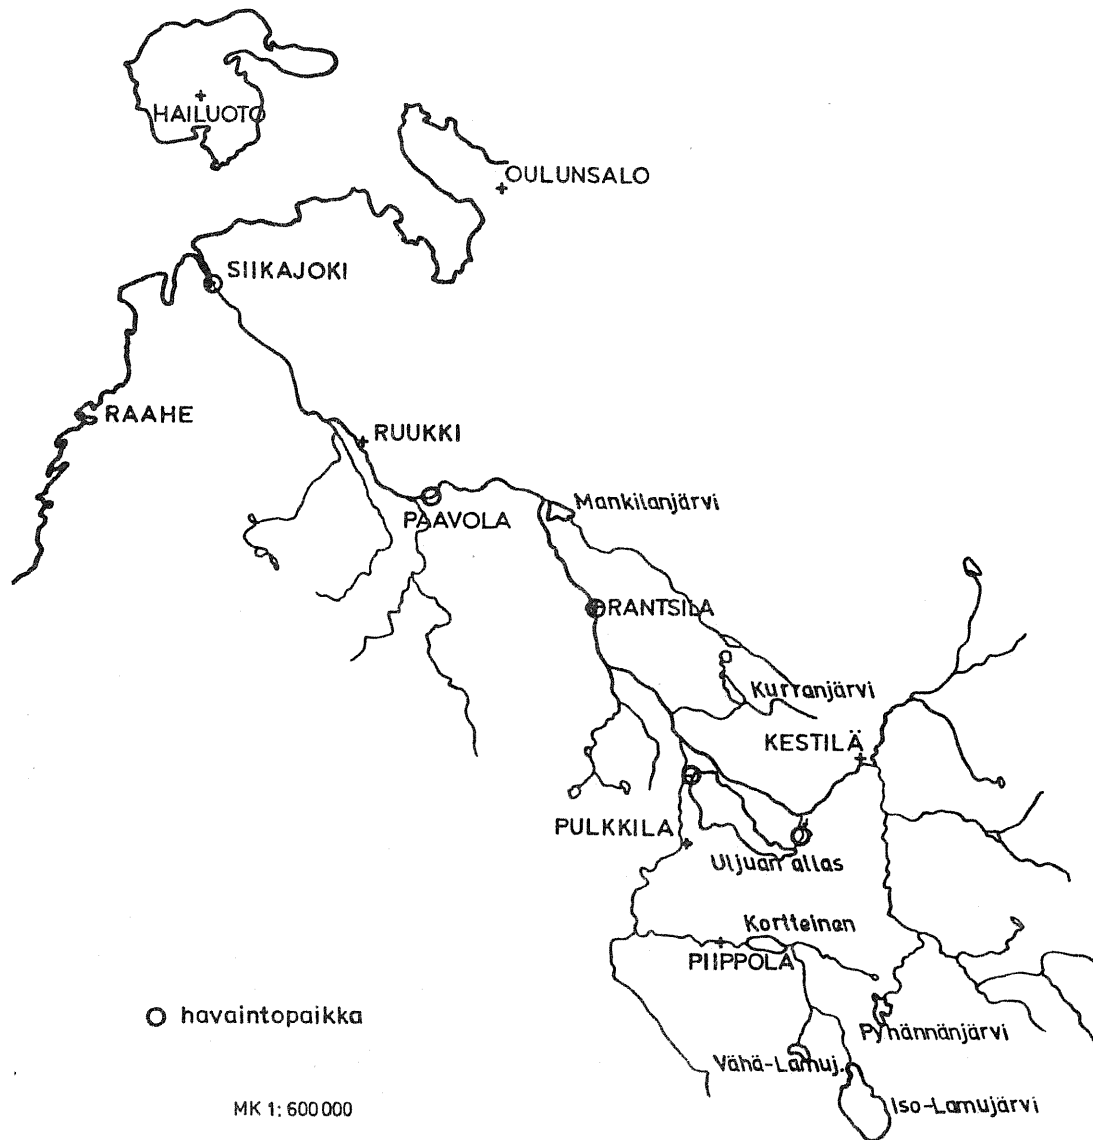 HAILUOTO
OULUNSALO
SIIKAJOKI
RAAHE
RUUKKI
Mankilanjärvi
PAAVOLA
RANTSILA
Kurranjärvi
KESTILÄ
PULKKILA
Uljuan allas
Kortteinen
PIIPPOLA
havaintopaikka
Pyhännänjärvi
Vähä-Lamuj.
Iso-Lamujärvi
MK 1: 600 000